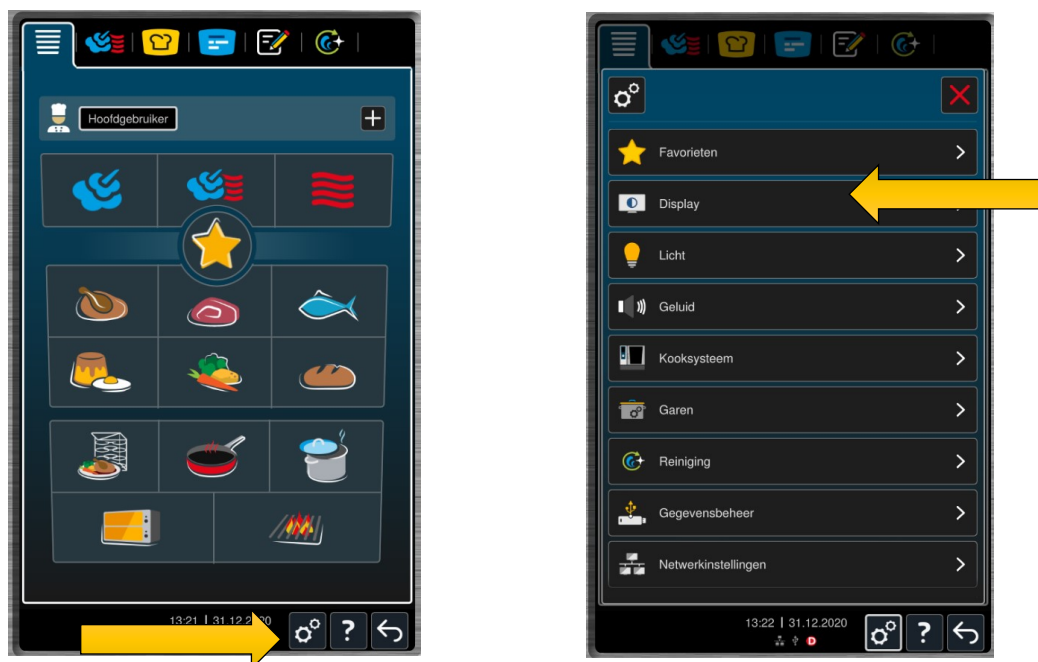 Hoofdgebruiker
13:21 | 31.12.2020
?
Favorieten
Display
Licht
Geluid
Kooksysteem
Garen
Reiniging
Gegevensbeheer
Netwerkinstellingen
13:22 | 31.12.2020
D
?